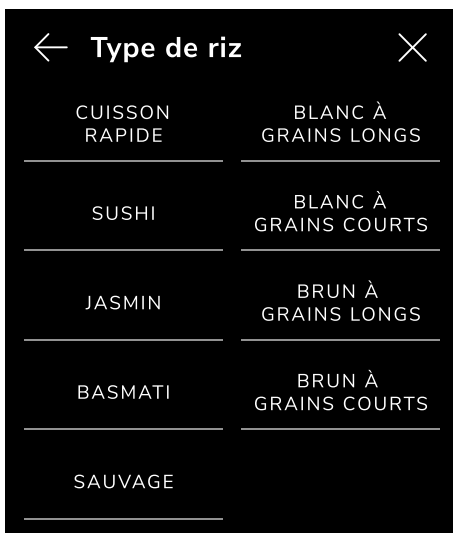 Type de riz
CUISSON
RAPIDE
BLANC À
GRAINS LONGS
SUSHI
BLANC À
GRAINS COURTS
JASMIN
BRUN À
GRAINS LONGS
BASMATI
BRUN À
GRAINS COURTS
SAUVAGE